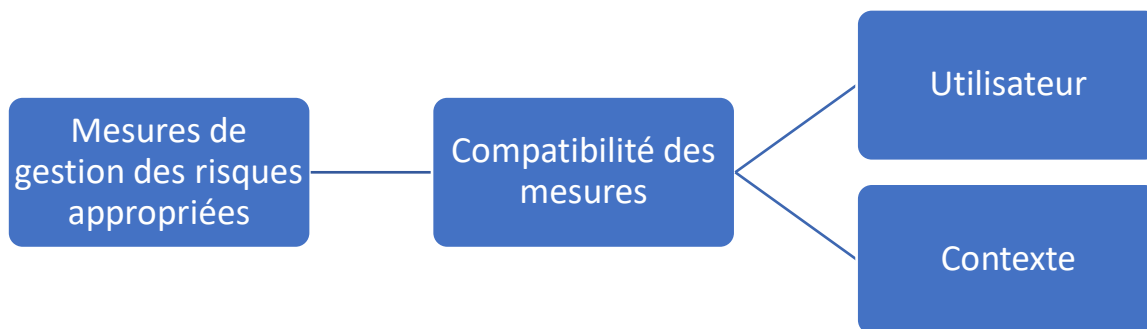 Mesures de
gestion des risques
appropriées
Compatibilité des
mesures
Utilisateur
Contexte